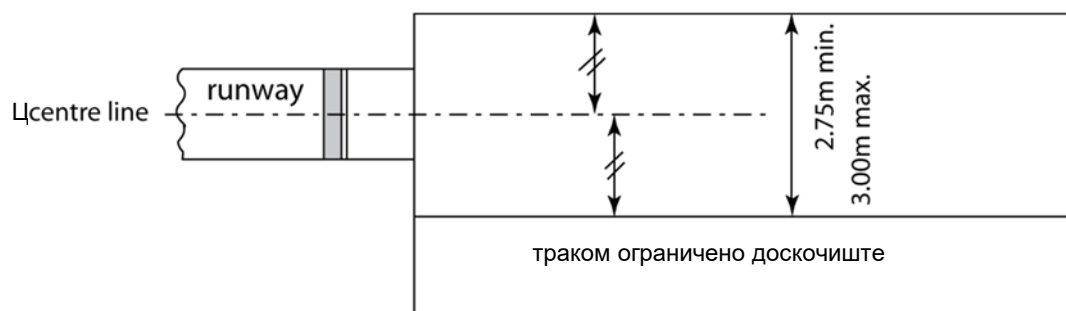 runway
Цcentre line
2.75m min.
3.00m max.
траком ограничено доскочиште